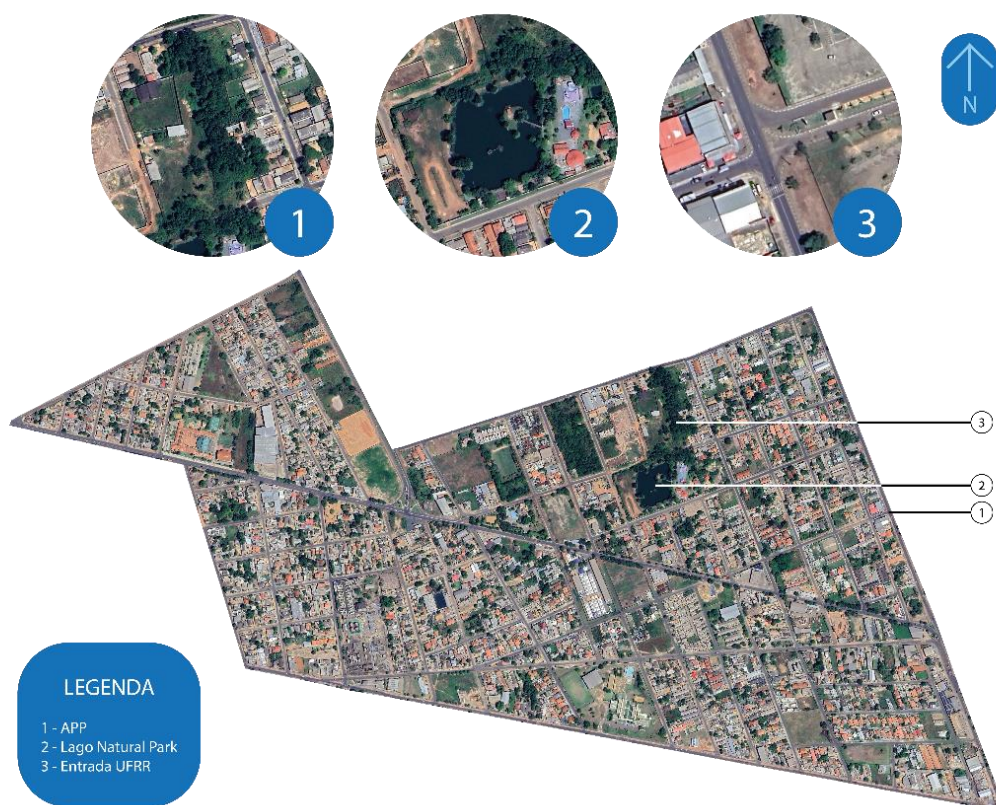 1
2
3
N
3
2
1
LEGENDA
1 - APP
2 - Lago Natural Park
3 - Entrada UFRR